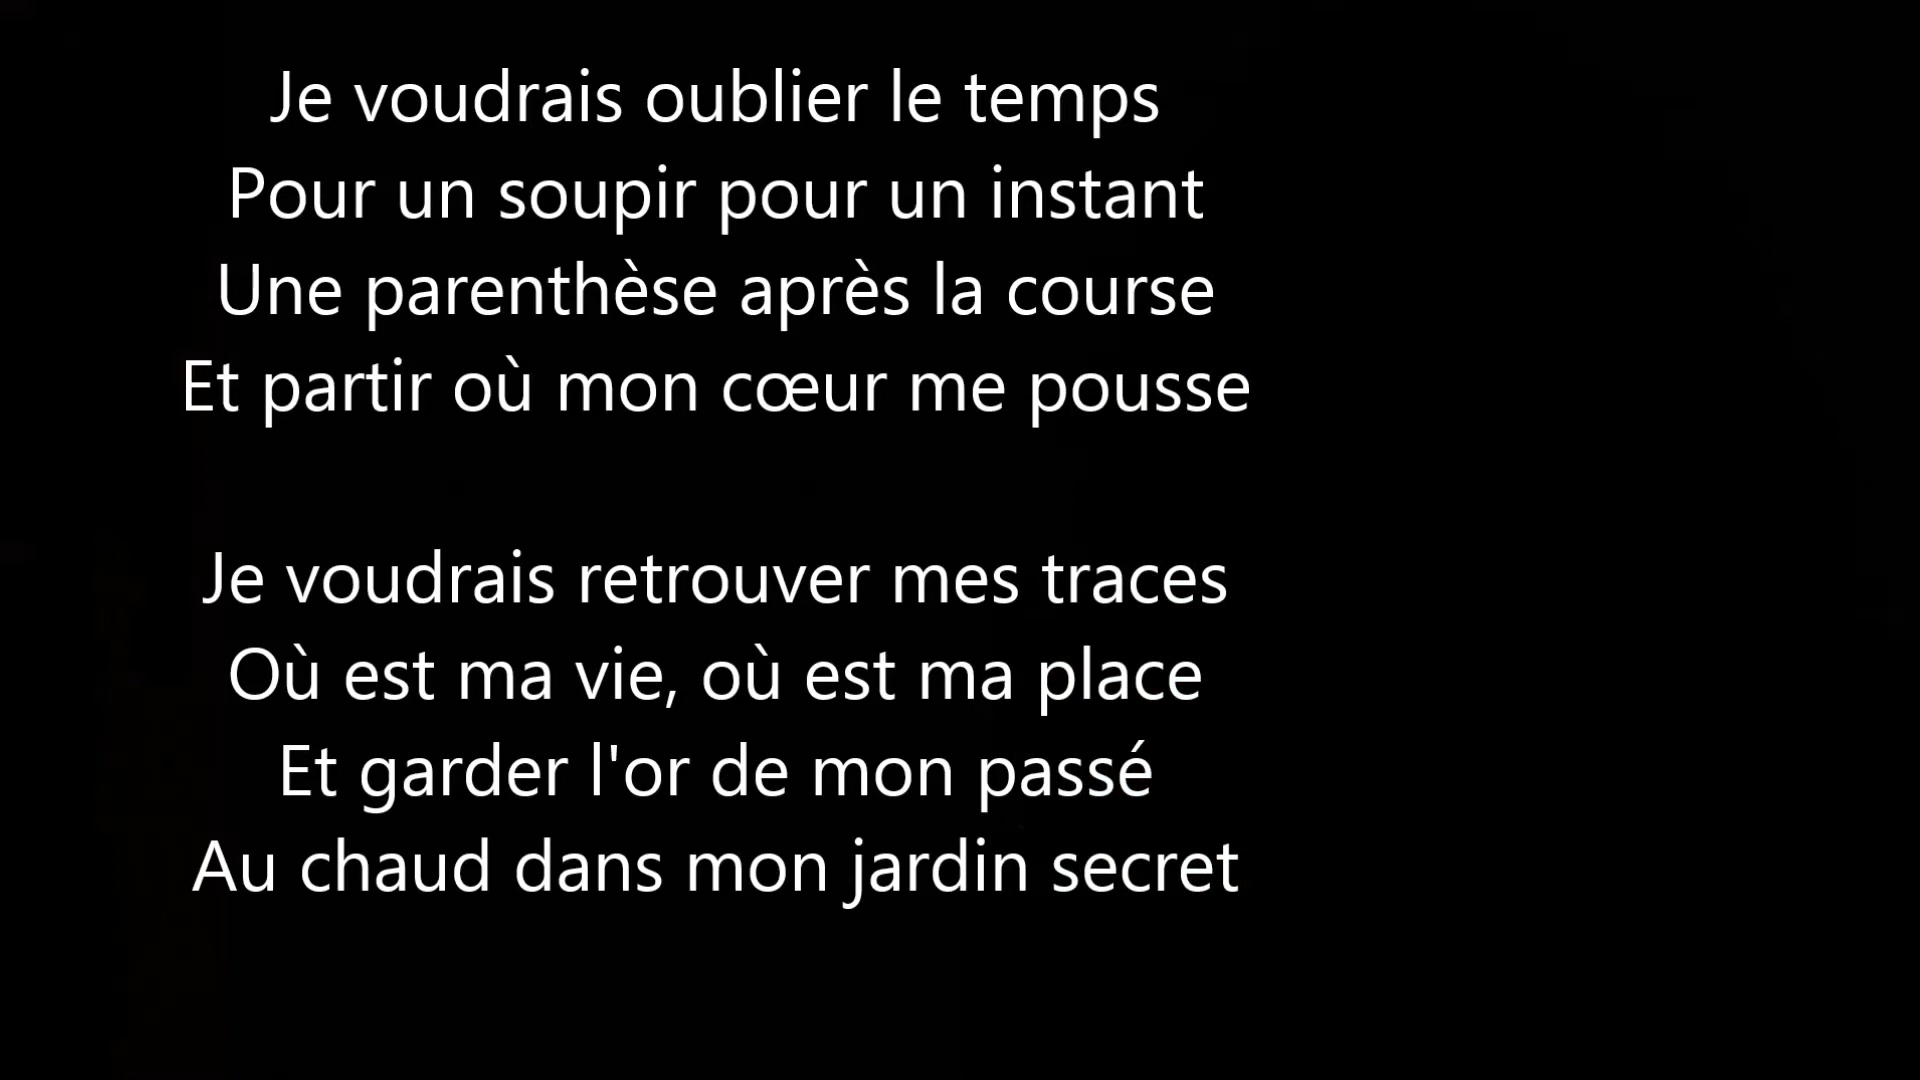 Je voudrais oublier le temps
Pour un soupir pour un instant
Une parenthèse après la course
Et partir où mon cœur me pousse
Je voudrais retrouver mes traces
Où est ma vie, où est ma place
Et garder l'or de mon passé
Au chaud dans mon jardin secret